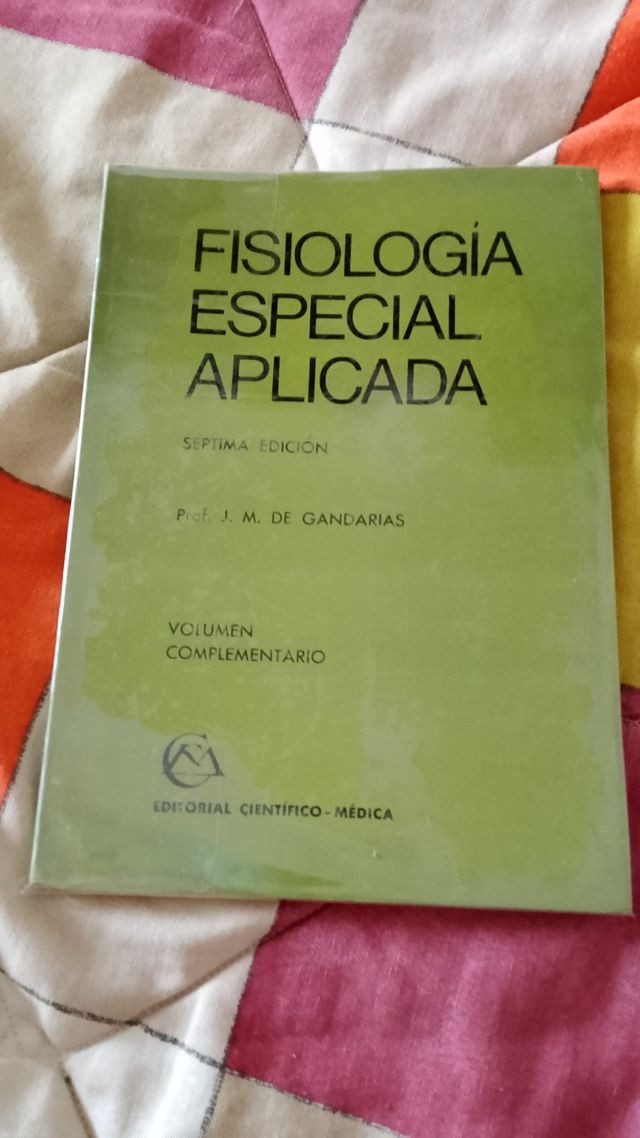 FISIOLOGÍA
ESPECIAL
APLICADA
SÉPTIMA EDICIÓN
Prof. J. M. DE GANDARIAS
VOLUMEN
COMPLEMENTARIO
EDITORIAL CIENTÍFICO-MÉDICA